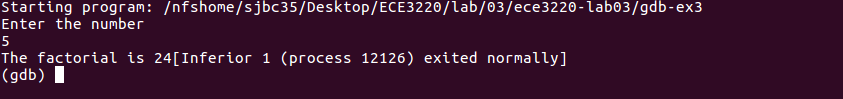 Starting program: /nfshome/sjbc35/Desktop/ECE3220/lab/03/ece3220-lab03/gdb-ex3
Enter the number
5
The factorial is 24[Inferior 1 (process 12126) exited normally]
(gdb)